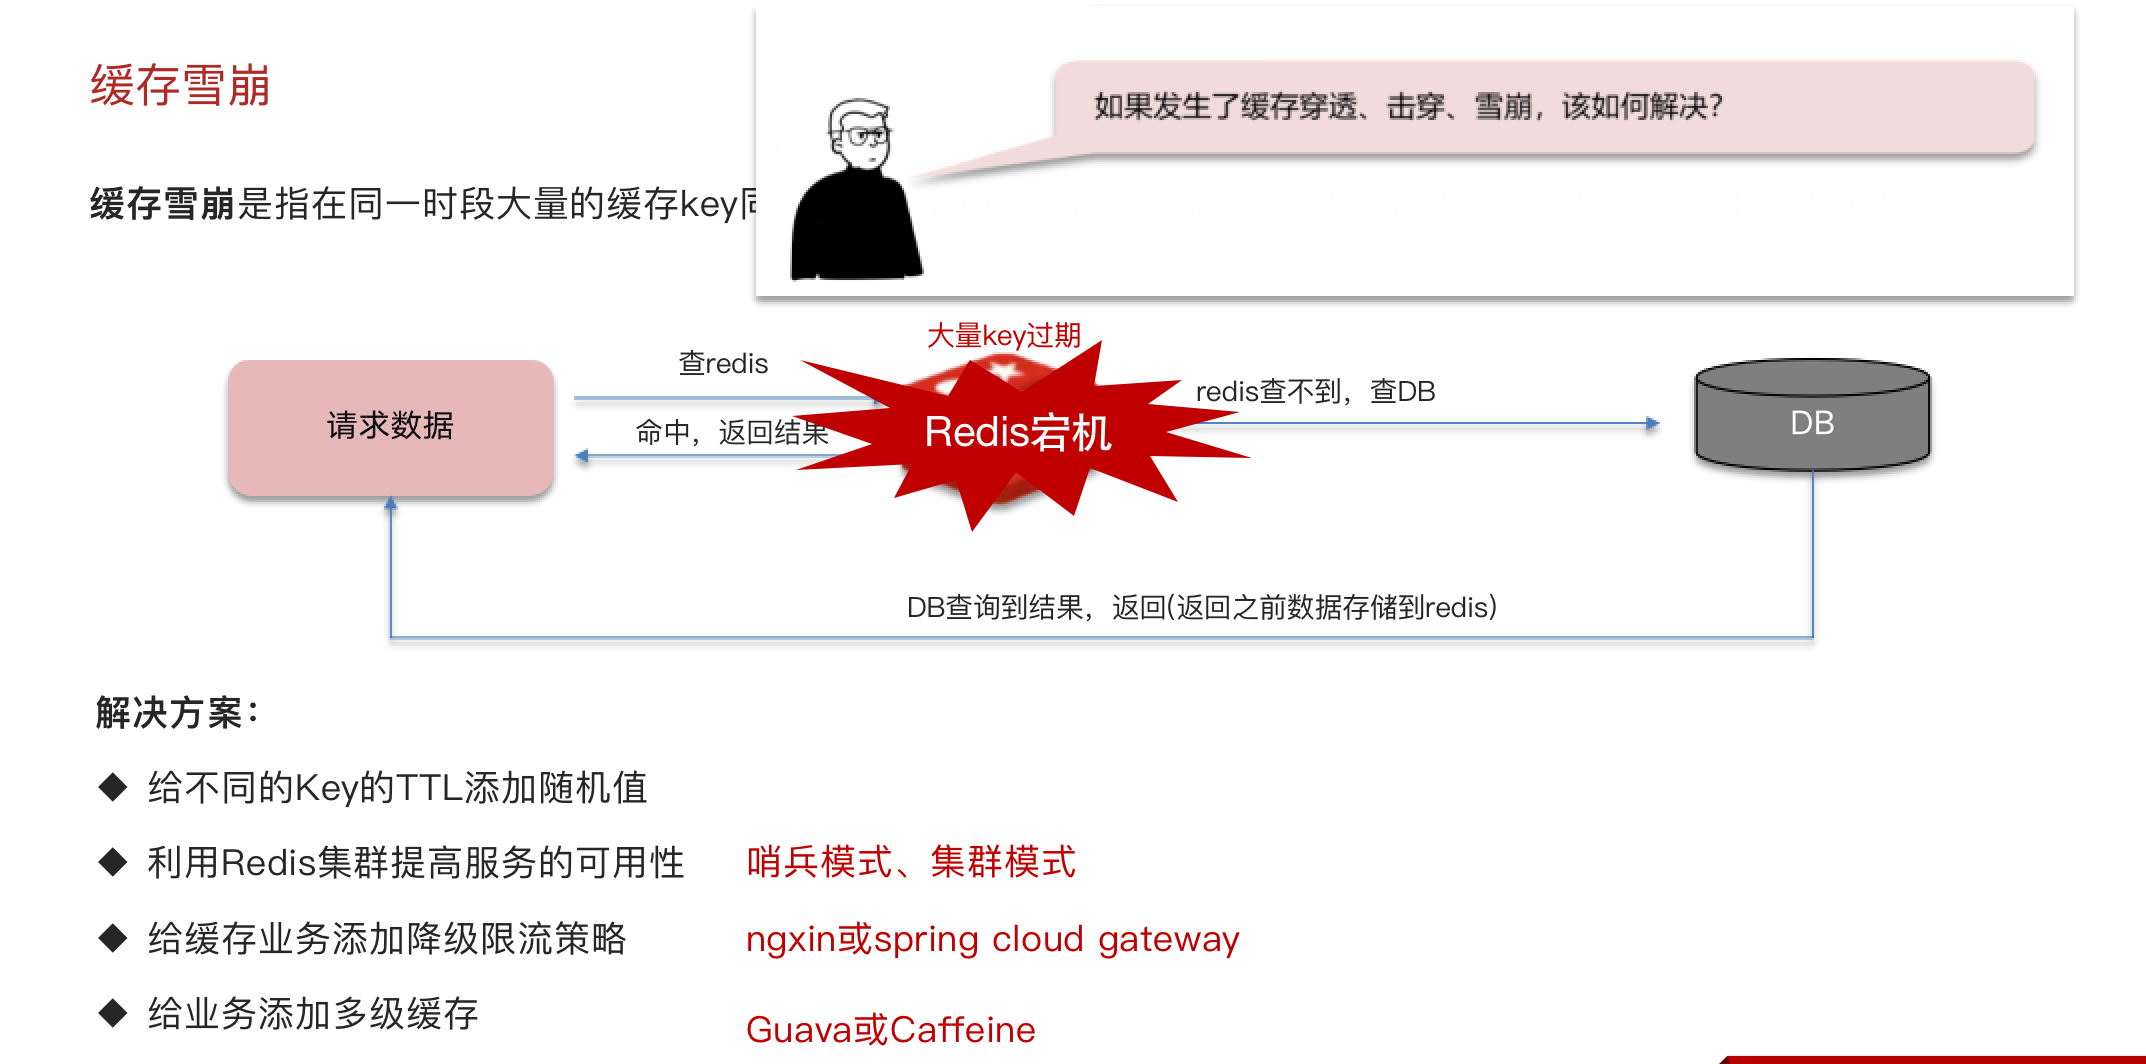 缓存雪崩
如果发生了缓存穿透、击穿、雪崩，该如何解决？
缓存雪崩是指在同一时段大量的缓存key
大量key过期
查redis
redis查不到，查DB
请求数据
命中，返回结果
Redis宕机
DB
DB查询到结果，返回(返回之前数据存储到redis)
解决方案：
◆ 给不同的Key的TTL添加随机值
◆ 利用Redis集群提高服务的可用性 哨兵模式、集群模式
◆ 给缓存业务添加降级限流策略 ngxin或spring cloud gateway
◆ 给业务添加多级缓存 Guava或Caffeine